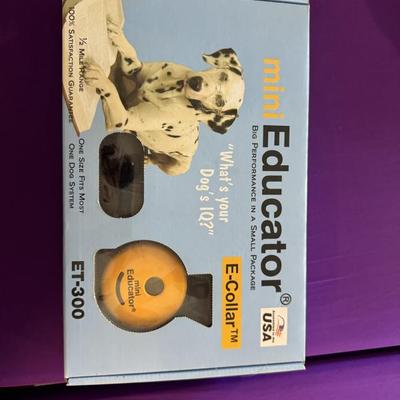 mini Educator®
BIG PERFORMANCE IN A SMALL PACKAGE
USA
"What's your
Dog's IQ?"
E-Collar™
mini
Educator®
½ MILE RANGE
100% SATISFACTION GUARANTEE
ONE SIZE FITS MOST
ONE DOG SYSTEM
ET-300